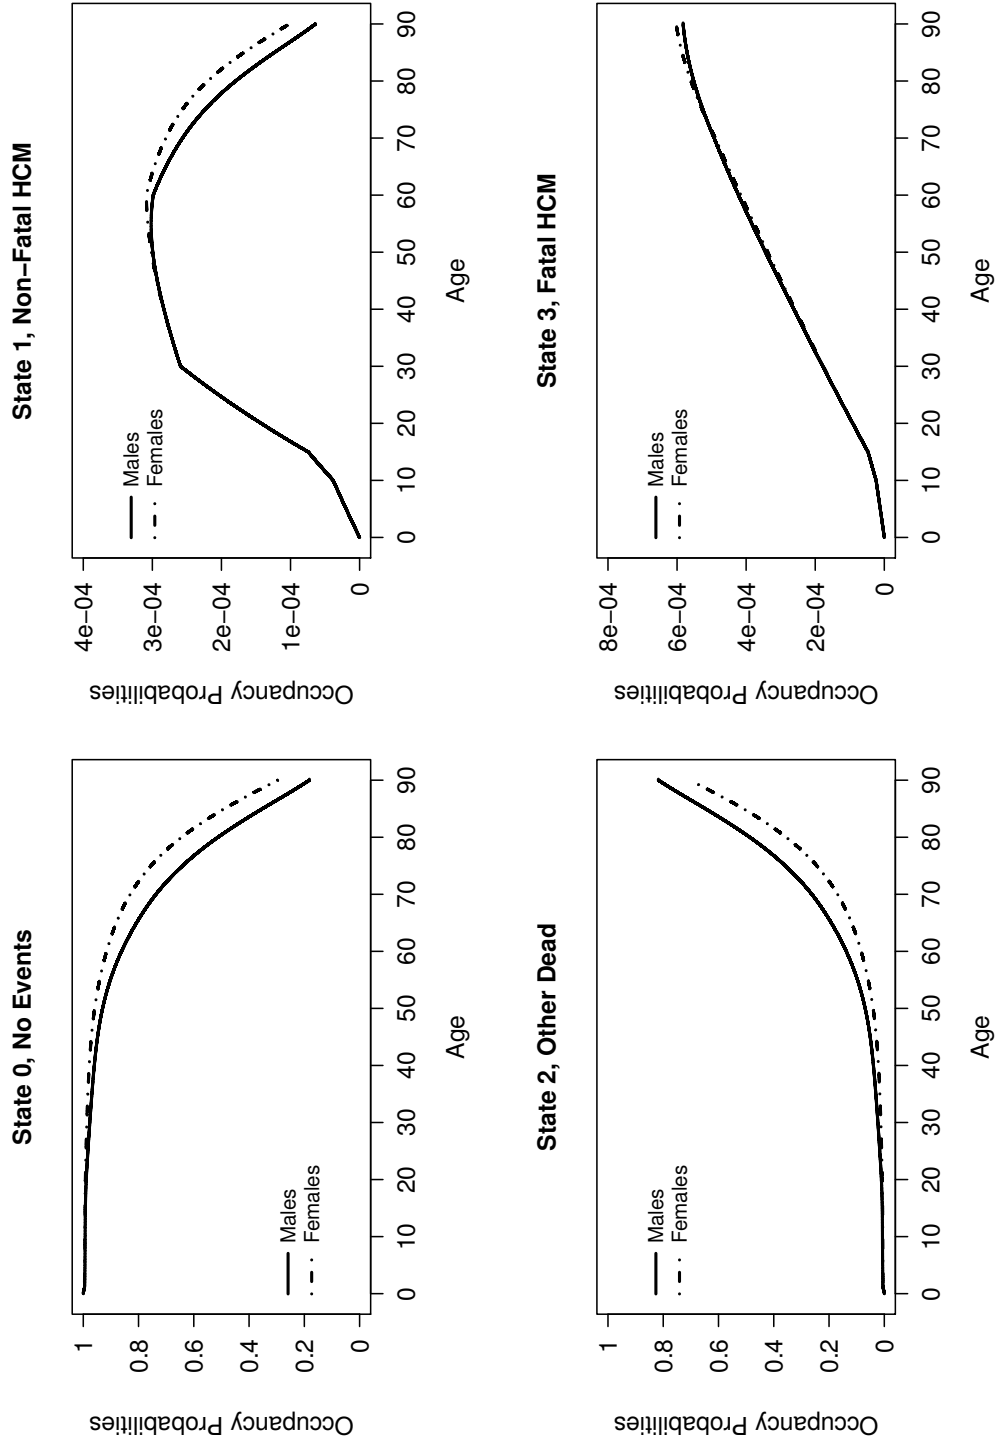 State 0, No Events
Occupancy Probabilities
1
0.8
0.6
0.4
0.2
0
Males
Females
0 10 20 30 40 50 60 70 80 90
Age
State 1, Non−Fatal HCM
Occupancy Probabilities
4e−04
3e−04
2e−04
1e−04
0
Males
Females
0 10 20 30 40 50 60 70 80 90
Age
State 2, Other Dead
Occupancy Probabilities
1
0.8
0.6
0.4
0.2
0
Males
Females
0 10 20 30 40 50 60 70 80 90
Age
State 3, Fatal HCM
Occupancy Probabilities
8e−04
6e−04
4e−04
2e−04
0
Males
Females
0 10 20 30 40 50 60 70 80 90
Age